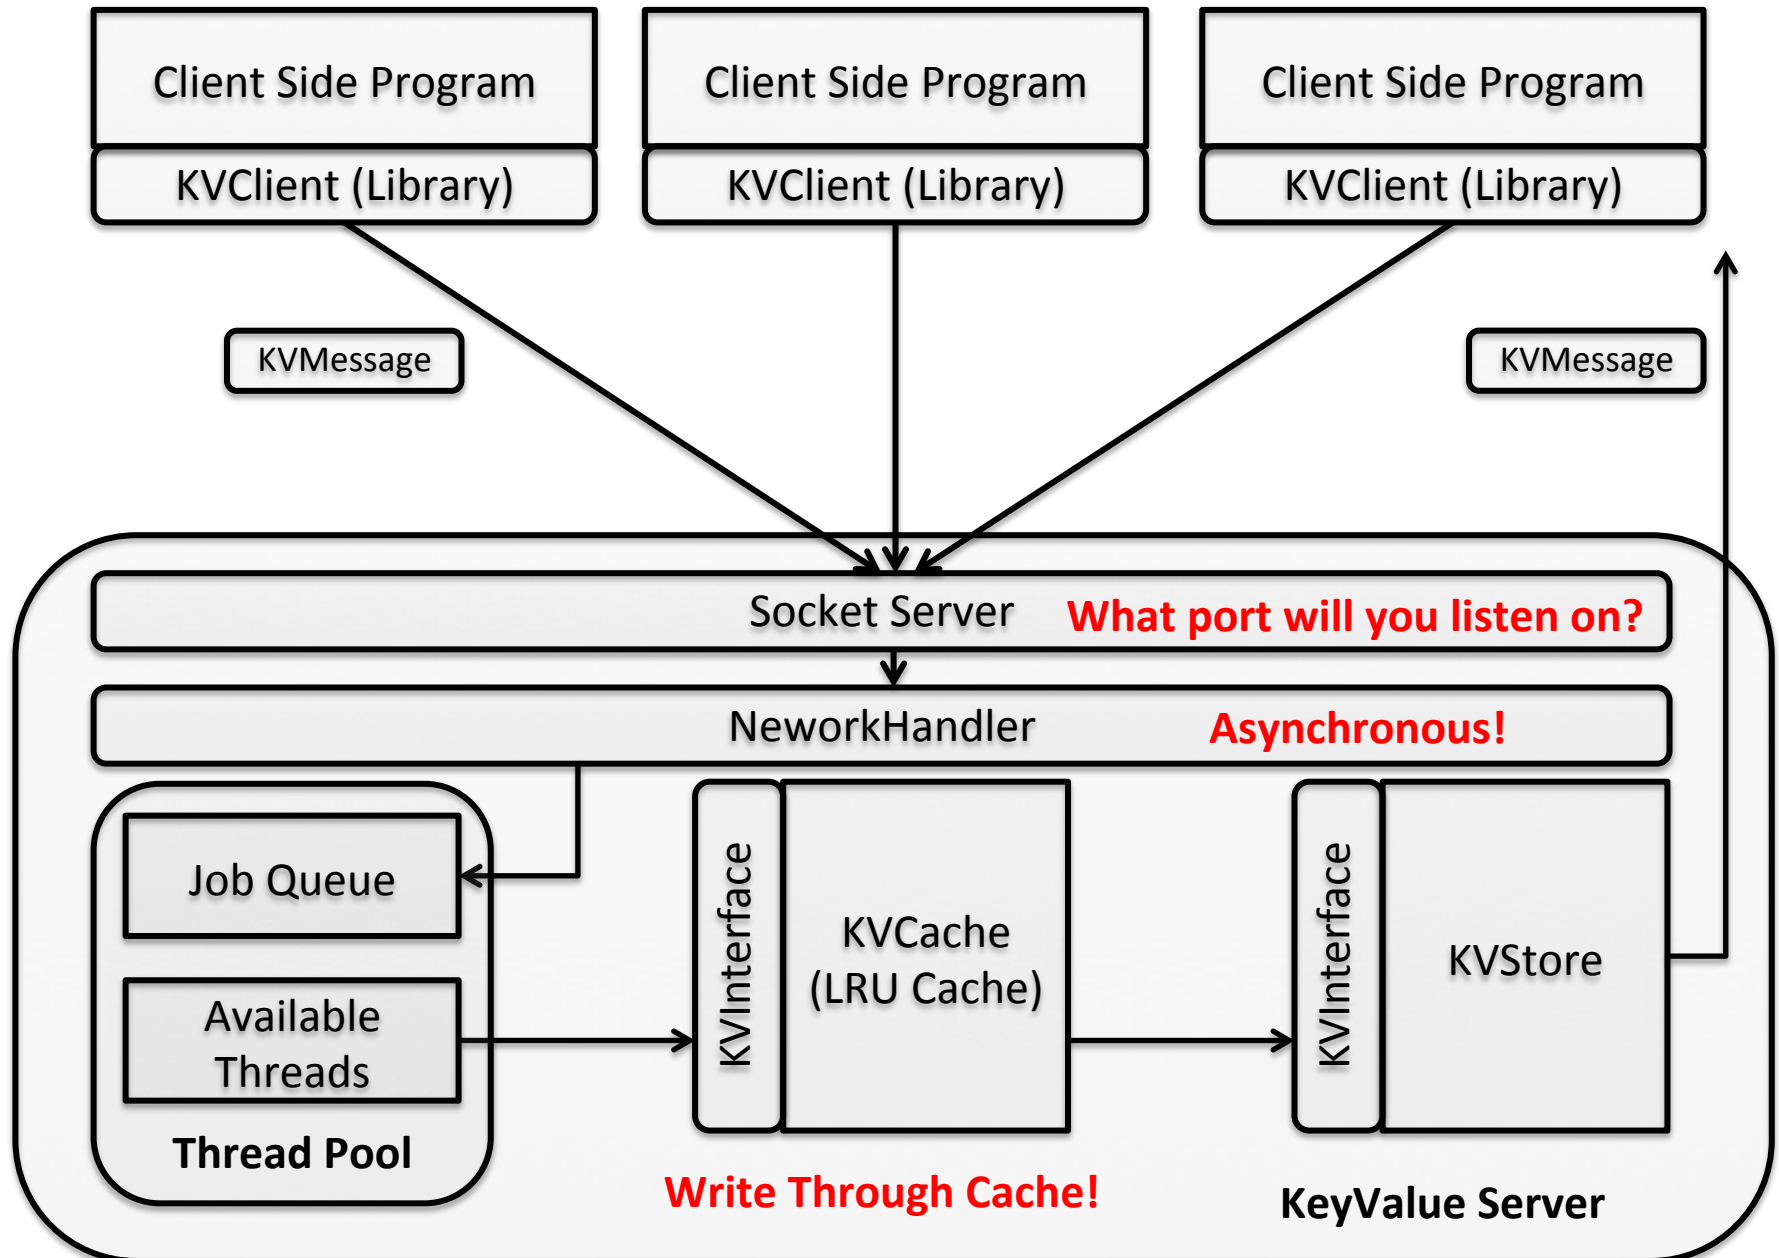 Client Side Program
Client Side Program
Client Side Program
KVClient (Library)
KVClient (Library)
KVClient (Library)
KVMessage
KVMessage
Socket Server
What port will you listen on?
NeworkHandler
Asynchronous!
Job Queue
Available
Threads
Thread Pool
KVInterface
KVCache
(LRU Cache)
Write Through Cache!
KVInterface
KVStore
KeyValue Server